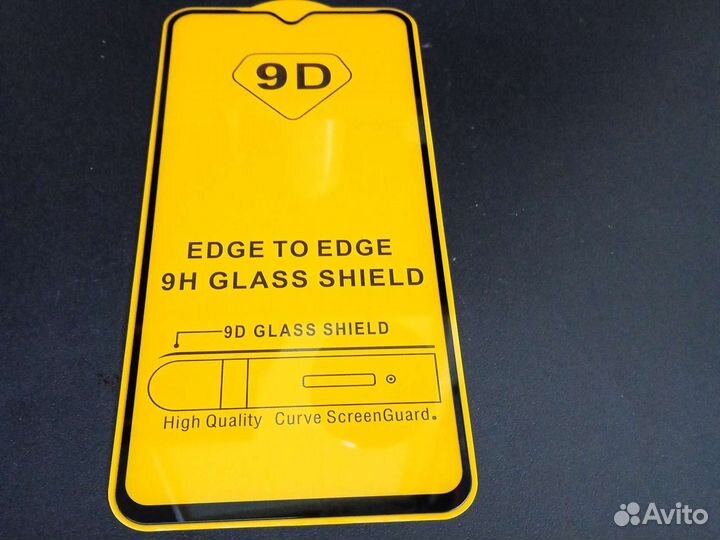 9D
EDGE TO EDGE
9H GLASS SHIELD
9D GLASS SHIELD
High Quality Curve ScreenGuard.
Avito